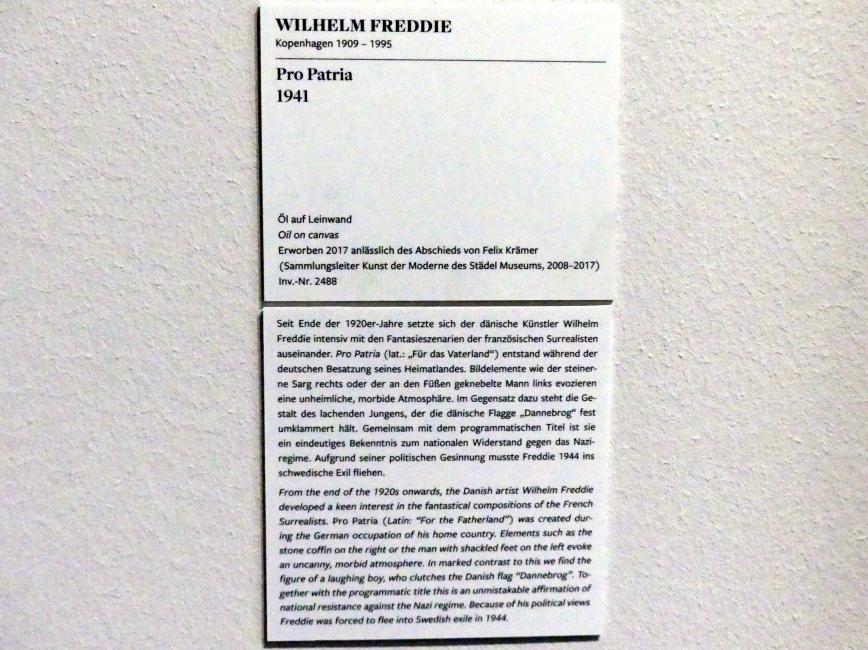 WILHELM FREDDIE
Kopenhagen 1909 – 1995
Pro Patria
1941
Öl auf Leinwand
Oil on canvas
Erworben 2017 anlässlich des Abschieds von Felix Krämer
(Sammlungsleiter Kunst der Moderne des Städel Museums, 2008–2017)
Inv.-Nr. 2488
Seit Ende der 1920er-Jahre setzte sich der dänische Künstler Wilhelm
Freddie intensiv mit den Fantasieszenarien der französischen Surrealisten
auseinander. Pro Patria (lat.: „Für das Vaterland“) entstand während der
deutschen Besatzung seines Heimatlandes. Bildelemente wie der steiner-
ne Sarg rechts oder der an den Füßen geknebelte Mann links evozieren
eine unheimliche, morbide Atmosphäre. Im Gegensatz dazu steht die Ge-
stalt des lachenden Jungens, der die dänische Flagge „Dannebrog“ fest
umklammert hält. Gemeinsam mit dem programmatischen Titel ist sie
ein eindeutiges Bekenntnis zum nationalen Widerstand gegen das Nazi-
regime. Aufgrund seiner politischen Gesinnung musste Freddie 1944 ins
schwedische Exil fliehen.
From the end of the 1920s onwards, the Danish artist Wilhelm Freddie
developed a keen interest in the fantastical compositions of the French
Surrealists. Pro Patria (Latin: “For the Fatherland”) was created dur-
ing the German occupation of his home country. Elements such as the
stone coffin on the right or the man with shackled feet on the left evoke
an uncanny, morbid atmosphere. In marked contrast to this we find the
figure of a laughing boy, who clutches the Danish flag “Dannebrog”. To-
gether with the programmatic title this is an unmistakable affirmation of
national resistance against the Nazi regime. Because of his political views
Freddie was forced to flee into Swedish exile in 1944.